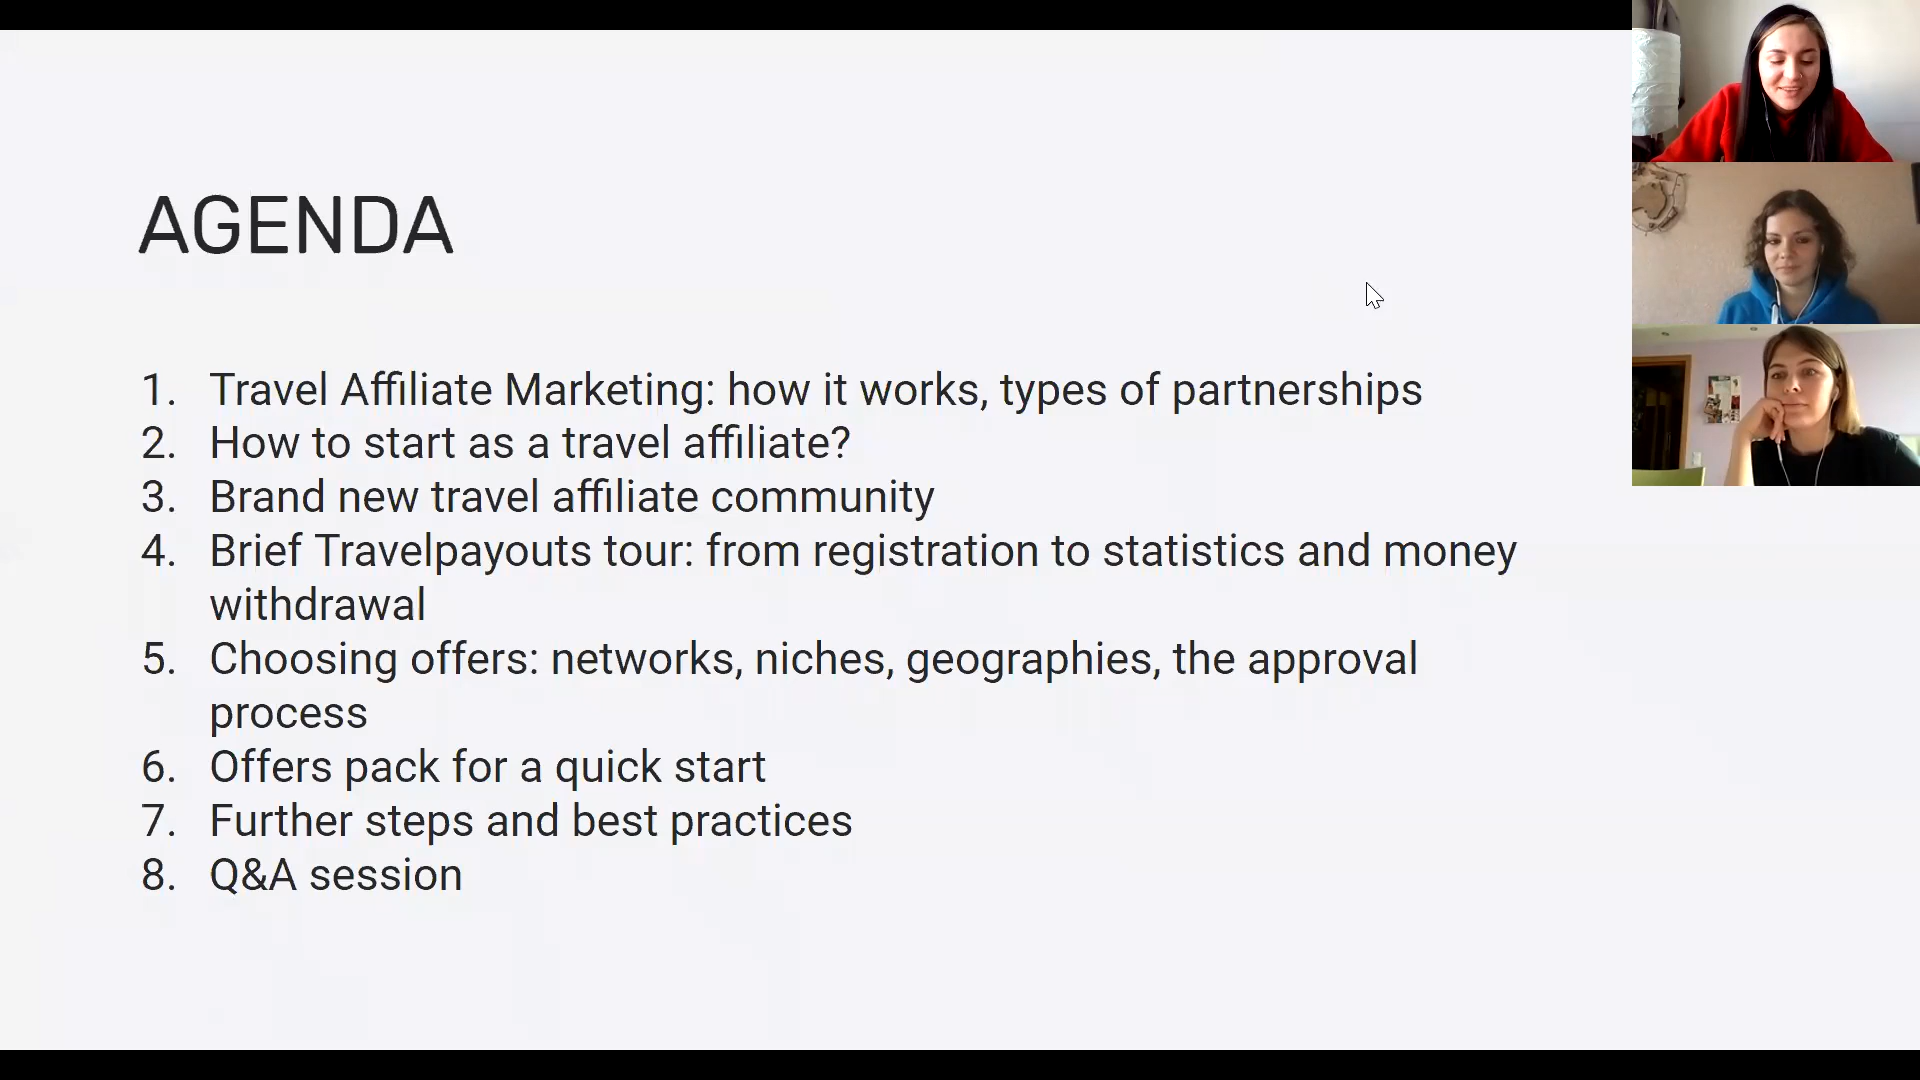 AGENDA
1. Travel Affiliate Marketing: how it works, types of partnerships
2. How to start as a travel affiliate?
3. Brand new travel affiliate community
4. Brief Travelpayouts tour: from registration to statistics and money
withdrawal
5. Choosing offers: networks, niches, geographies, the approval
process
6. Offers pack for a quick start
7. Further steps and best practices
8. Q&A session